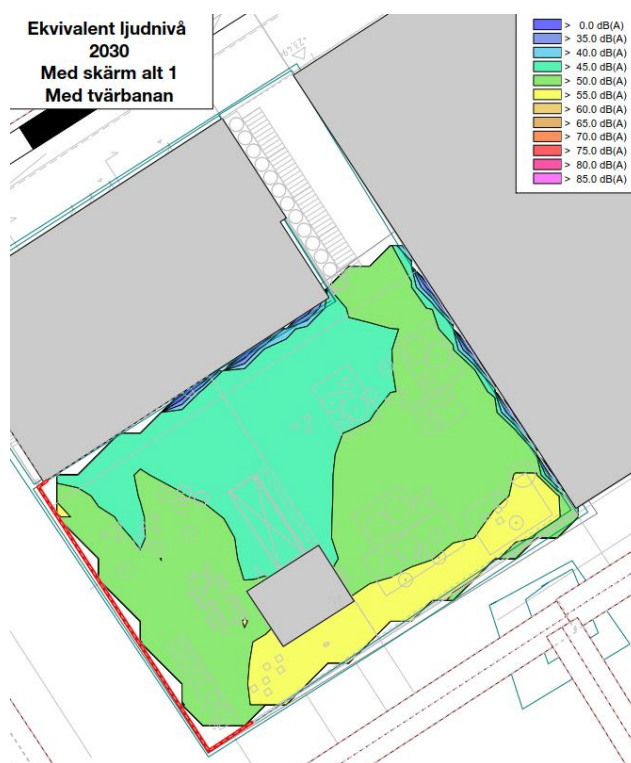 Ekvivalent ljudnivå
2030
Med skärm alt 1
Med tvärbanan
> 0.0 dB(A)
> 35.0 dB(A)
> 40.0 dB(A)
> 45.0 dB(A)
> 50.0 dB(A)
> 55.0 dB(A)
> 60.0 dB(A)
> 65.0 dB(A)
> 70.0 dB(A)
> 75.0 dB(A)
> 80.0 dB(A)
> 85.0 dB(A)